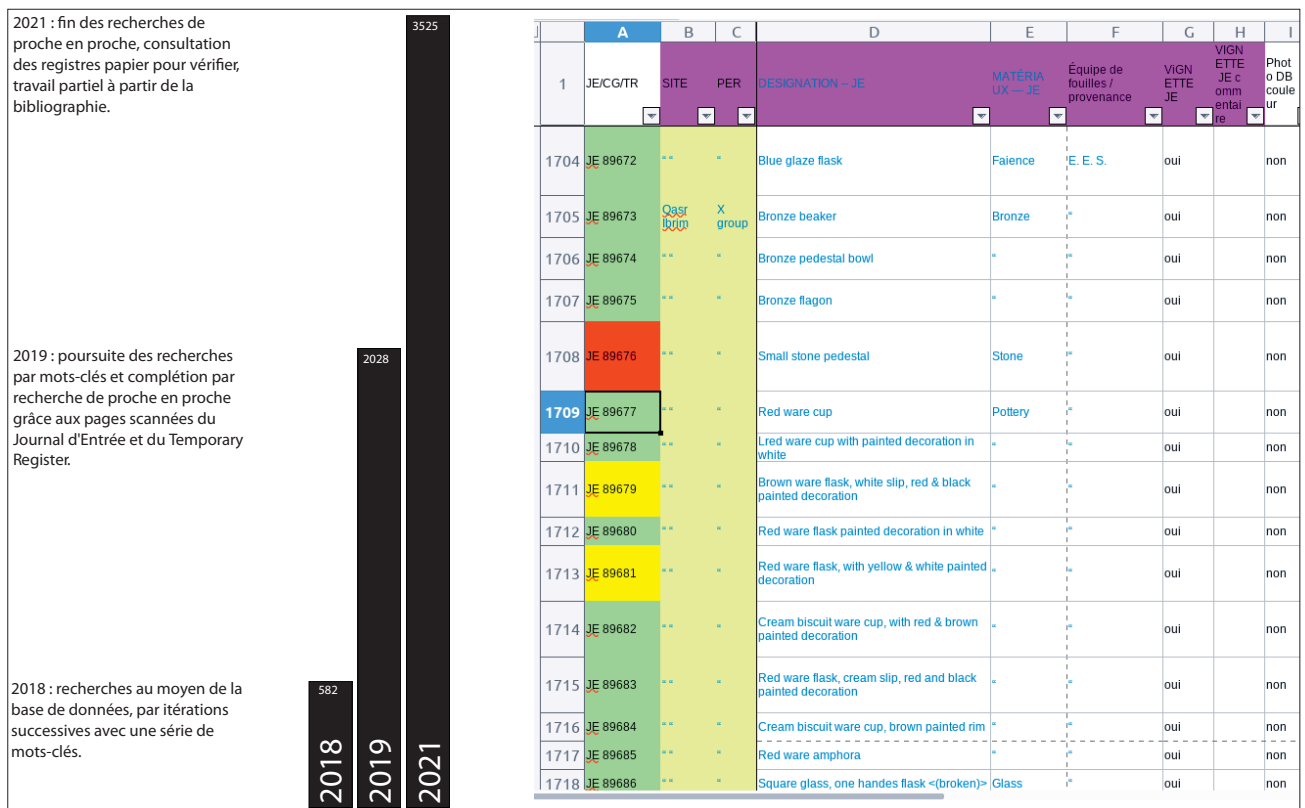 2021 : fin des recherches de
proche en proche, consultation
des registres papier pour vérifier,
travail partiel à partir de la
bibliographie.
2019 : poursuite des recherches
par mots-clés et complétion par
recherche de proche en proche
grâce aux pages scannées du
Journal d'Entrée et du Temporary
Register.
2018 : recherches au moyen de la
base de données, par itérations
successives avec une série de
mots-clés.
582
2018
2028
2019
3525
2021
A B C D E F G H I
1 JE/CG/TR SITE PER DESIGNATION – JE
MATÉRIA
UX — JE
Équipe de
fouilles /
provenance
ViGN
ETTE
JE
VIGN
ETTE
JE c
omm
entai
re
Phot
o DB
coule
ur
1704 JE 89672 “ “ “ Blue glaze flask Faience E. E. S. oui non
1705 JE 89673 Qasr Ibrim X group Bronze beaker Bronze “ oui non
1706 JE 89674 “ “ “ Bronze pedestal bowl “ “ oui non
1707 JE 89675 “ “ “ Bronze flagon “ “ oui non
1708 JE 89676 “ “ “ Small stone pedestal Stone “ oui non
1709 JE 89677 “ “ “ Red ware cup Pottery “ oui non
1710 JE 89678 “ “ “ Lred ware cup with painted decoration in
white “ “ oui non
1711 JE 89679 “ “ “ Brown ware flask, white slip, red & black
painted decoration “ “ oui non
1712 JE 89680 “ “ “ Red ware flask painted decoration in white “ “ oui non
1713 JE 89681 “ “ “ Red ware flask, with yellow & white painted
decoration “ “ oui non
1714 JE 89682 “ “ “ Cream biscuit ware cup, with red & brown
painted decoration “ “ oui non
1715 JE 89683 “ “ “ Red ware flask, cream slip, red and black
painted decoration “ “ oui non
1716 JE 89684 “ “ “ Cream biscuit ware cup, brown painted rim “ “ oui non
1717 JE 89685 “ “ “ Red ware amphora “ “ oui non
1718 JE 89686 “ “ “ Square glass, one handes flask <(broken)> Glass “ oui non